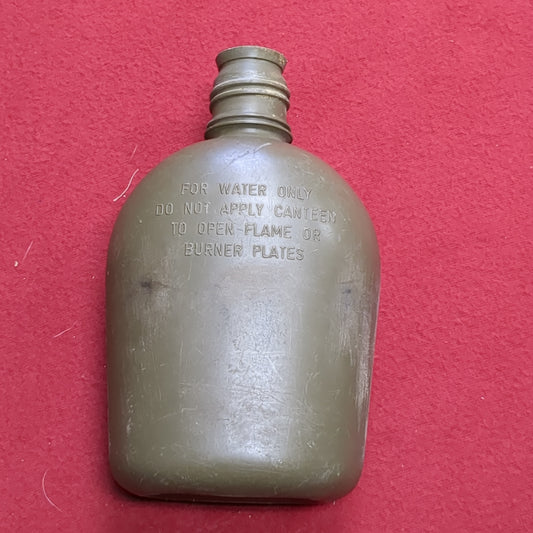 FOR WATER ONLY
DO NOT APPLY CANTEEN
TO OPEN FLAME OR
BURNER PLATES